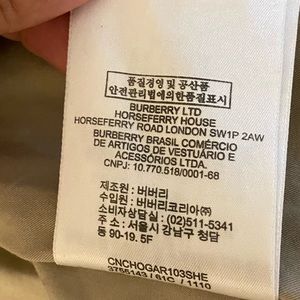 품질경영 및 공산품
안전관리법에의한품질표시
BURBERRY LTD
HORSEFERRY HOUSE
HORSEFERRY ROAD LONDON SW1P 2AW
BURBERRY BRASIL COMÉRCIO
DE ARTIGOS DE VESTUÁRIO E
ACESSÓRIOS LTDA.
CNPJ: 10.770.518/0001-68
제조원 : 버버리
수입원 : 버버리코리아(주)
소비자상담실 : (02)511-5341
주 소 : 서울시 강남구 청담
동 90-19. 5F
CNCHOGAR103SHE
3755143 / 61C / 1110